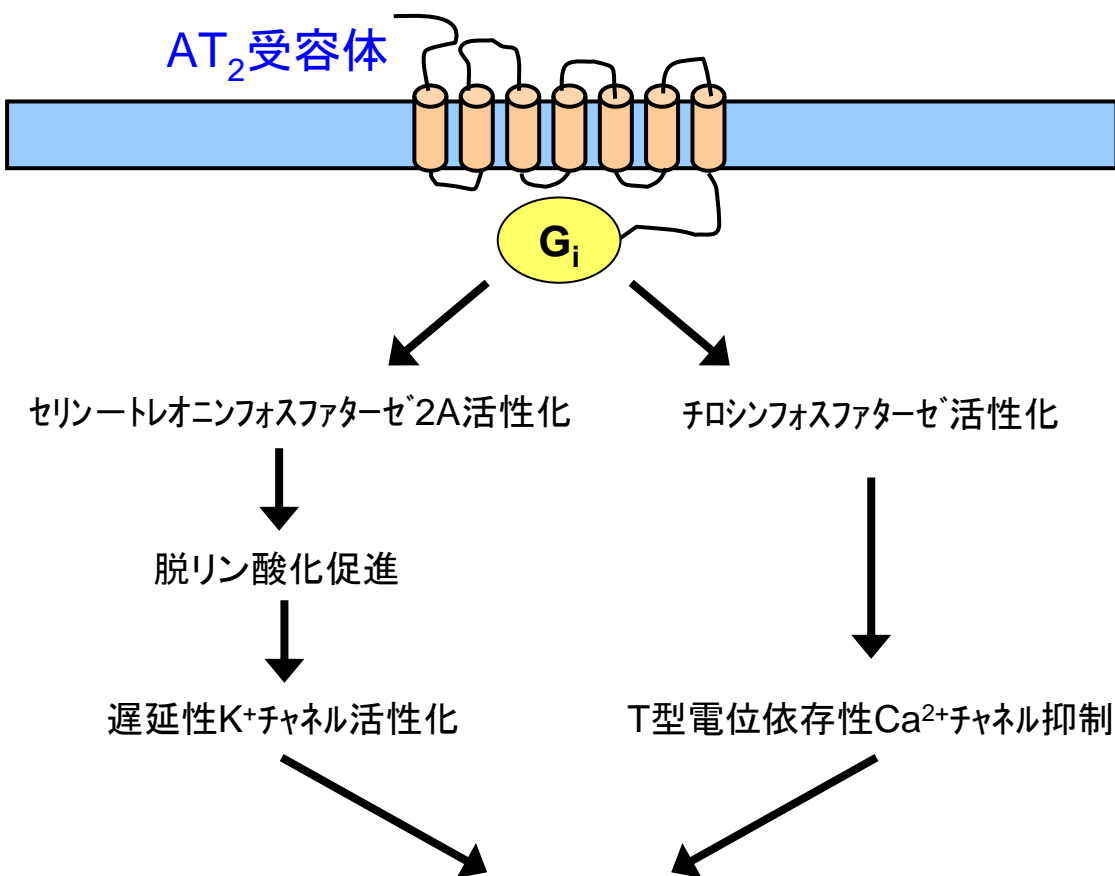 AT₂受容体
Gᵢ
セリンートレオニンフォスファターゼ2A活性化
チロシンフォスファターゼ活性化
脱リン酸化促進
遅延性K⁺チャネル活性化
T型電位依存性Ca²⁺チャネル抑制